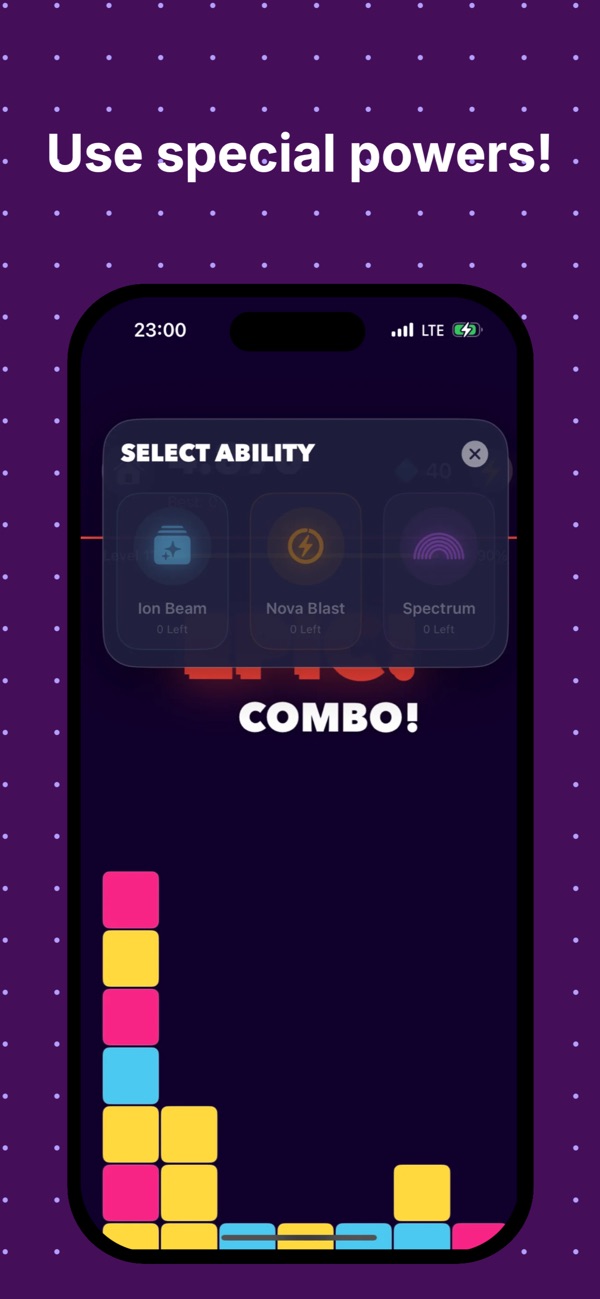 Use special powers!
23:00 LTE
SELECT ABILITY
40
Ion Beam Nova Blast Spectrum
0 Left 0 Left 0 Left
COMBO!